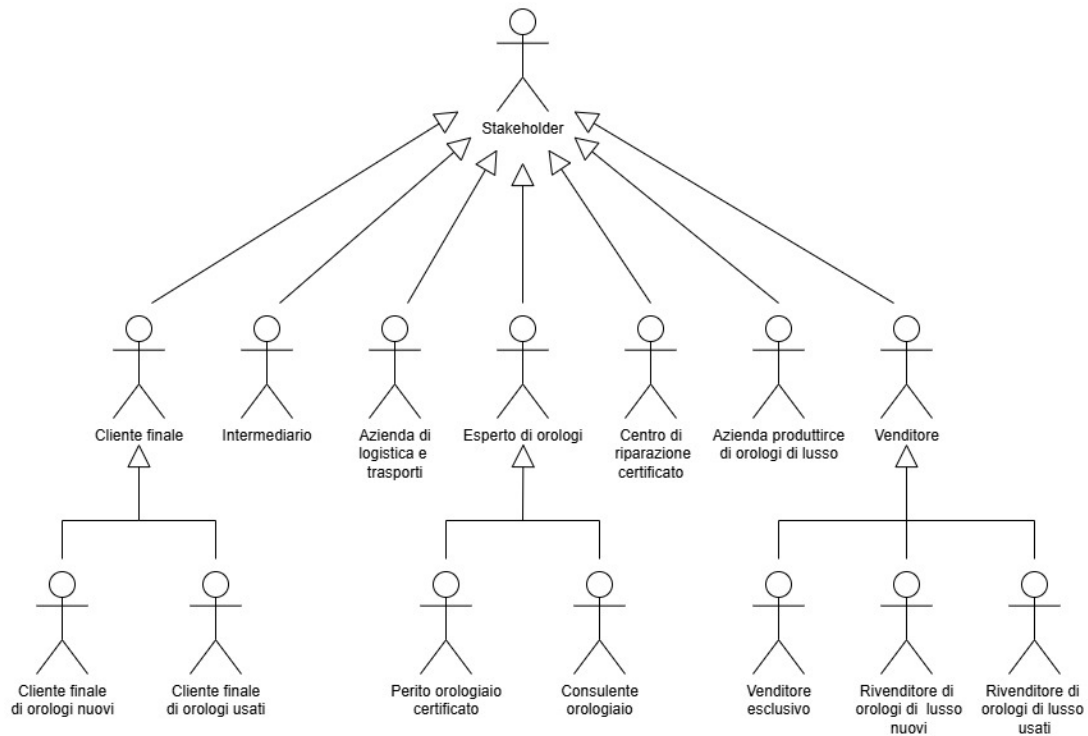 Stakeholder
Cliente finale
Intermediario
Azienda di
logistica e
trasporti
Esperto di orologi
Centro di
riparazione
certificato
Azienda produttirce
di orologi di lusso
Venditore
Cliente finale
di orologi nuovi
Cliente finale
di orologi usati
Perito orologiaio
certificato
Consulente
orologiaio
Venditore
esclusivo
Rivenditore di
orologi di lusso
nuovi
Rivenditore di
orologi di lusso
usati